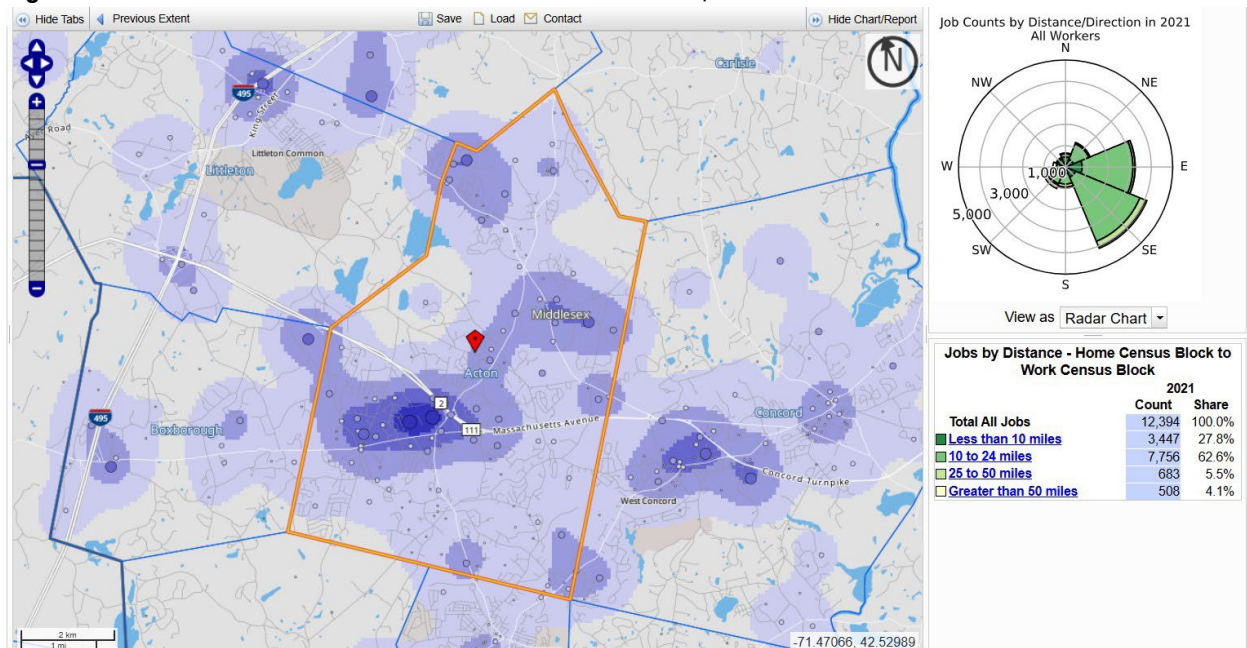 Hide Tabs
Previous Extent
Save
Load
Contact
Hide Chart/Report
N
Carlisle
495
King Street
Ayer Road
Littleton Common
Littleton
Middlesex
Acton
2
111
Massachusetts Avenue
Concord
495
Boxborough
Concord Turnpike
West Concord
2 km
1 mi
-71.47066, 42.52989
Job Counts by Distance/Direction in 2021
All Workers
N
NW
NE
W
E
1,000
3,000
5,000
SW
SE
S
View as Radar Chart
Jobs by Distance - Home Census Block to
Work Census Block
2021
Count Share
Total All Jobs 12,394 100.0%
Less than 10 miles 3,447 27.8%
10 to 24 miles 7,756 62.6%
25 to 50 miles 683 5.5%
Greater than 50 miles 508 4.1%